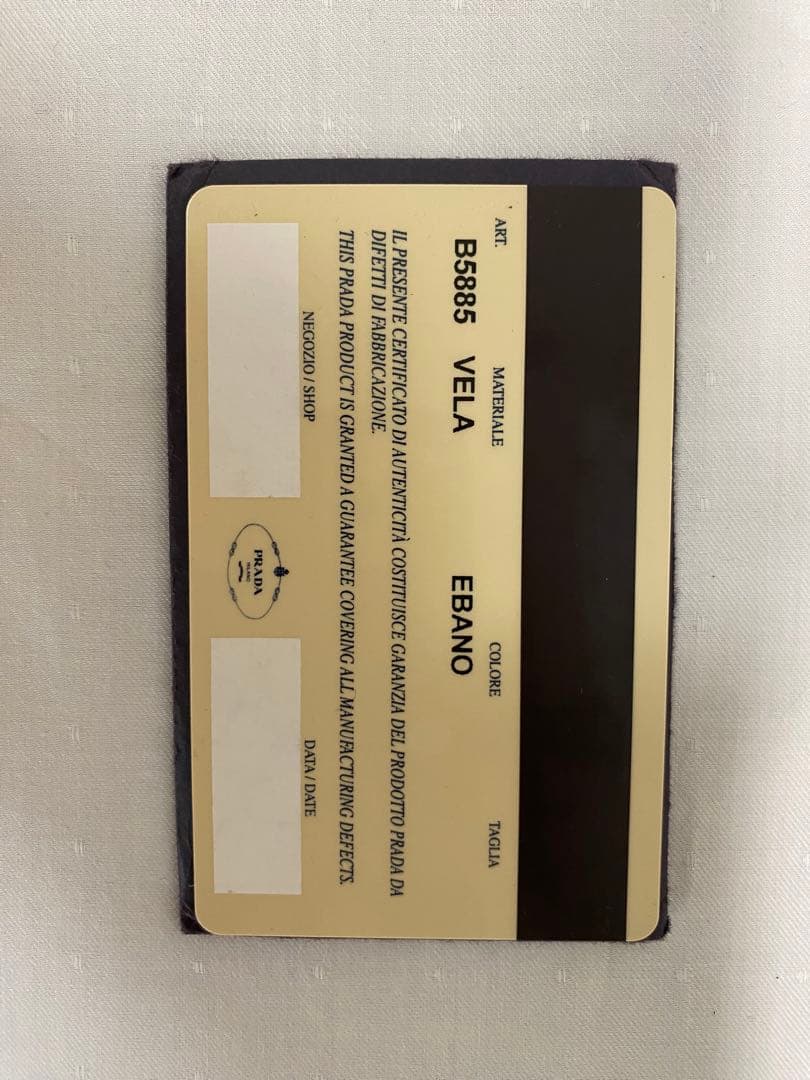 ART. MATERIALE COLORE TAGLIA
B5885 VELA EBANO
IL PRESENTE CERTIFICATO DI AUTENTICITÀ COSTITUISCE GARANZIA DEL PRODOTTO PRADA DA
DIFETTI DI FABBRICAZIONE.
THIS PRADA PRODUCT IS GRANTED A GUARANTEE COVERING ALL MANUFACTURING DEFECTS.
NEGOZIO / SHOP DATA / DATE
PRADA
MILANO